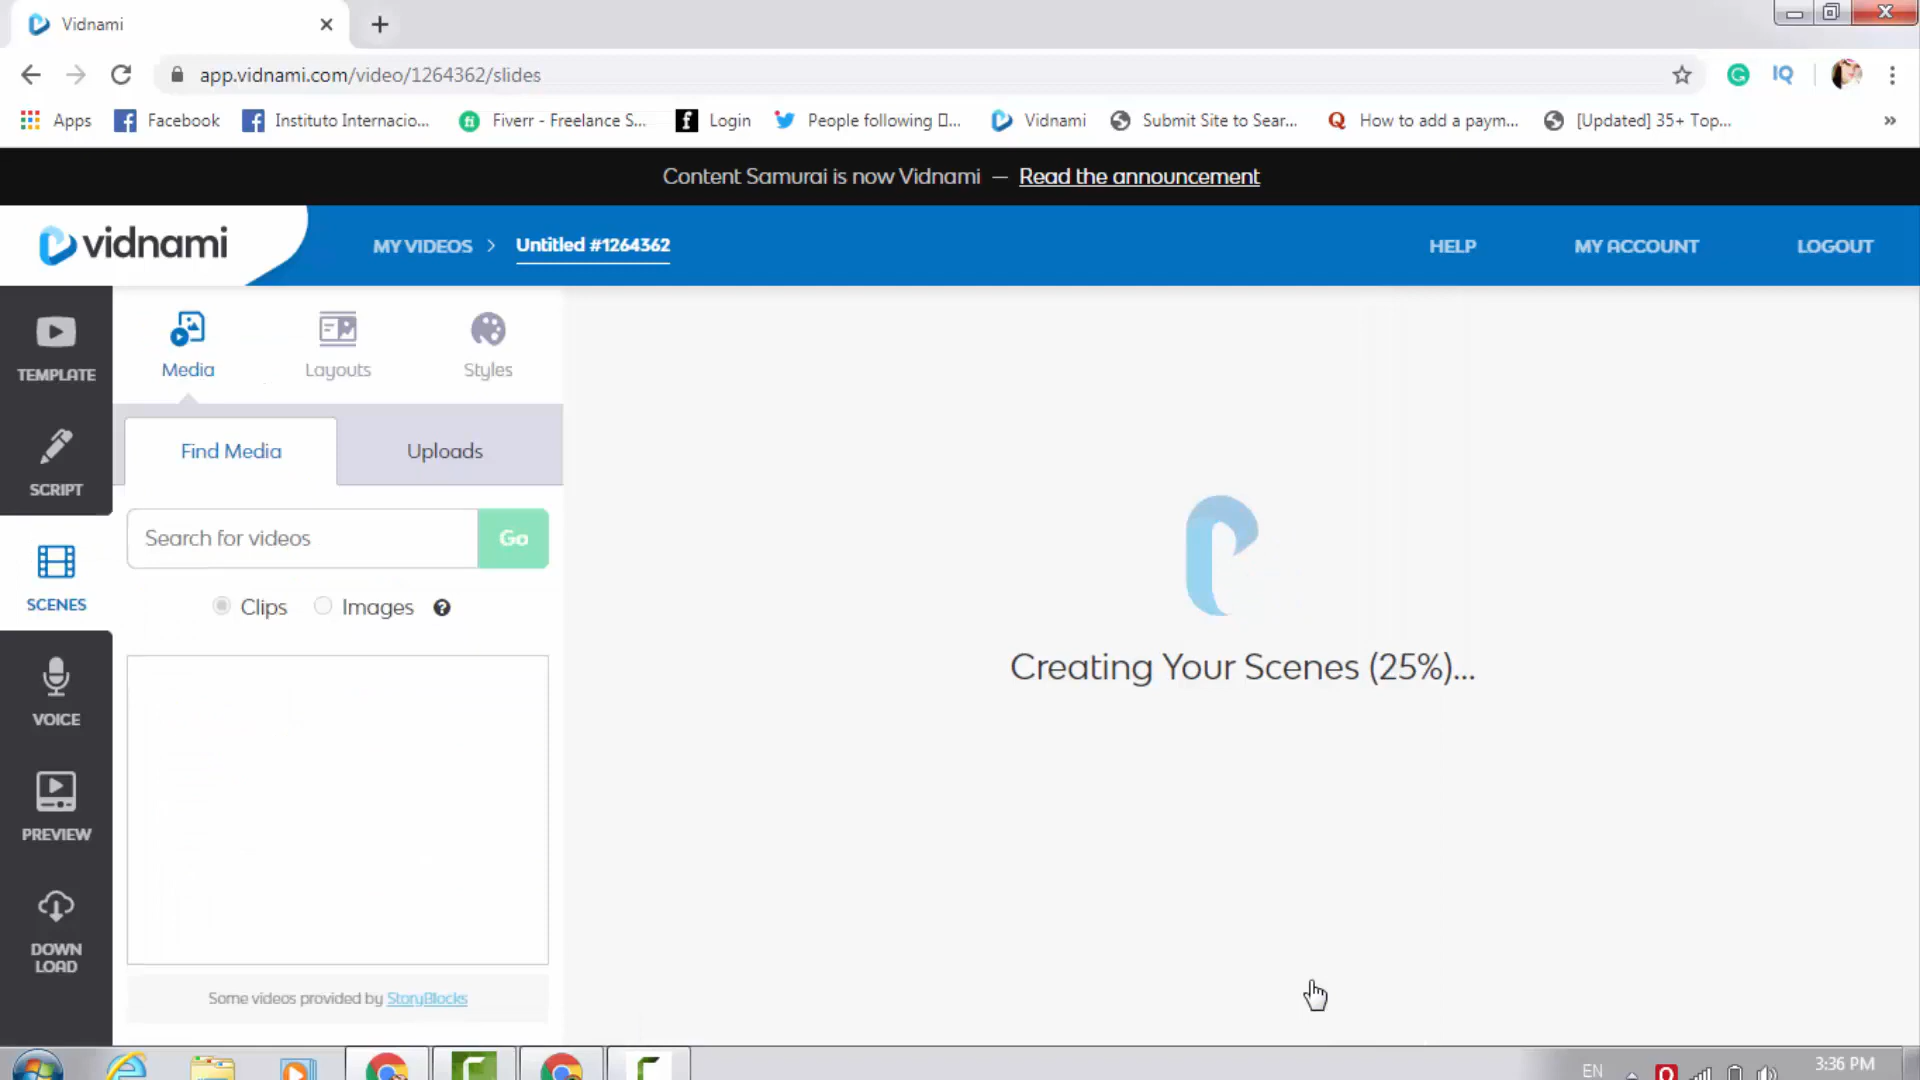 Vidnami
app.vidnami.com/video/1264362/slides
IQ
Apps
Facebook
Instituto Internacio...
Fiverr - Freelance S...
Login
People following ▯...
Vidnami
Submit Site to Sear...
How to add a paym...
[Updated] 35+ Top...
»
Content Samurai is now Vidnami — Read the announcement
vidnami
MY VIDEOS > Untitled #1264362
HELP
MY ACCOUNT
LOGOUT
TEMPLATE
SCRIPT
SCENES
VOICE
PREVIEW
DOWN
LOAD
Media
Layouts
Styles
Find Media
Uploads
Search for videos
Go
Clips
Images
?
Some videos provided by StoryBlocks
Creating Your Scenes (25%)...
EN
3:36 PM